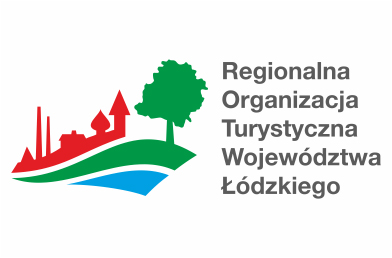 Regionalna
Organizacja
Turystyczna
Województwa
Łódzkiego